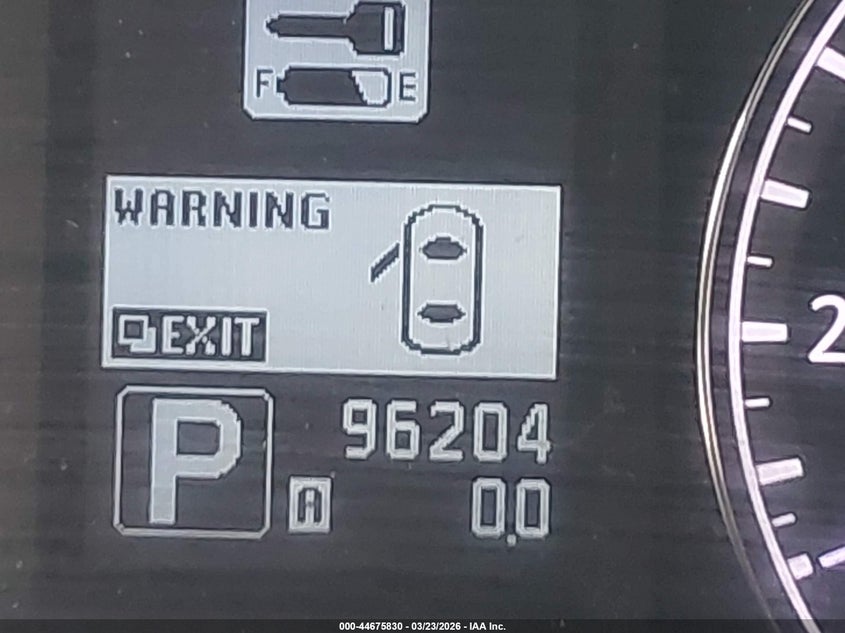 F E
WARNING
EXIT
P
96204
A 0.0
2
000-44675830 - 03/23/2026 - IAA Inc.